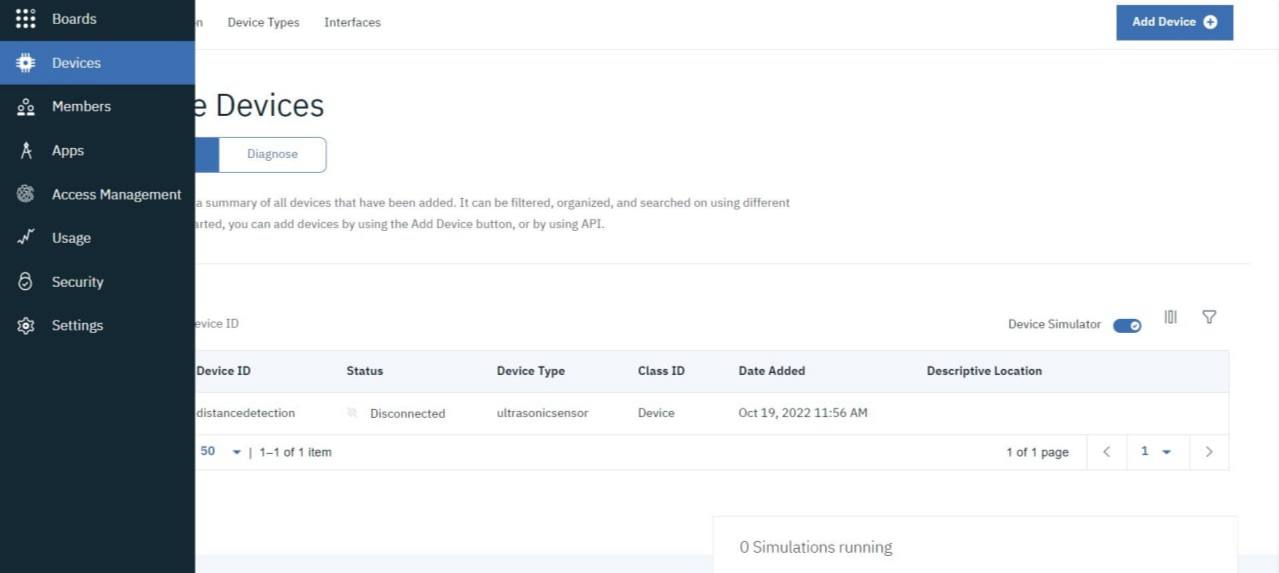 Boards
Devices
Members
Apps
Access Management
Usage
Security
Settings
n Device Types Interfaces
Add Device
e Devices
Diagnose
a summary of all devices that have been added. It can be filtered, organized, and searched on using different
arted, you can add devices by using the Add Device button, or by using API.
evice ID
Device Simulator
Device ID Status Device Type Class ID Date Added Descriptive Location
distancedetection Disconnected ultrasonicsensor Device Oct 19, 2022 11:56 AM
50 | 1–1 of 1 item 1 of 1 page 1
0 Simulations running